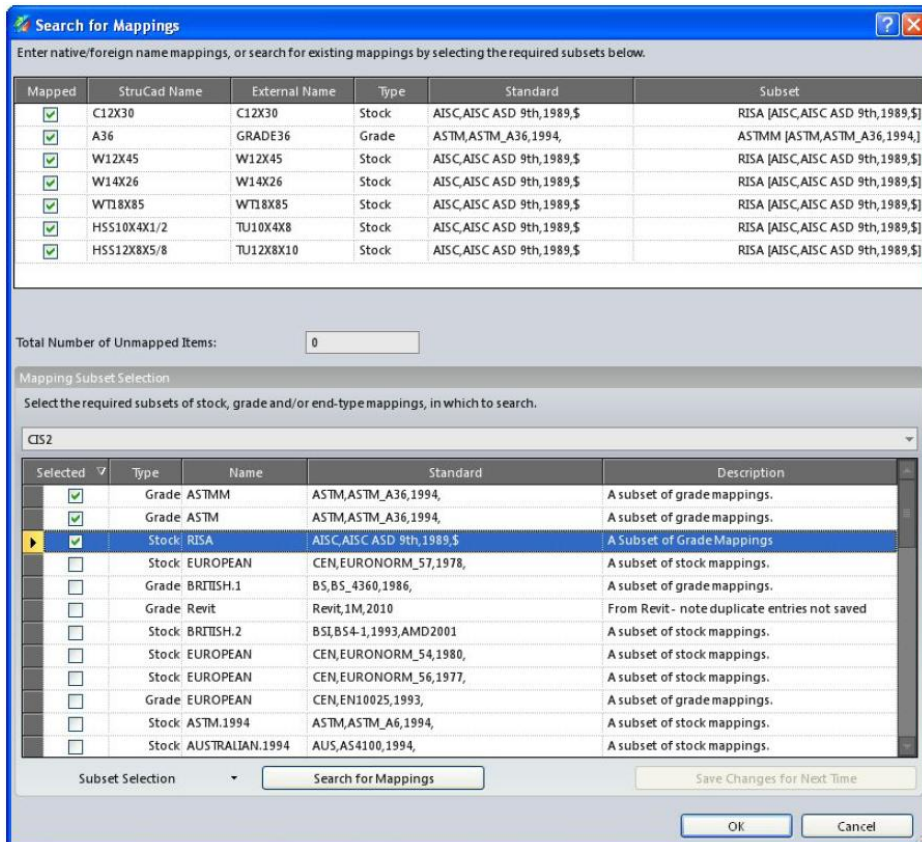 Search for Mappings
Enter native/foreign name mappings, or search for existing mappings by selecting the required subsets below.
Mapped StruCad Name External Name Type Standard Subset
C12X30 C12X30 Stock AISC,AISC ASD 9th,1989,$ RISA [AISC,AISC ASD 9th,1989,$]
A36 GRADE36 Grade ASTM,ASTM_A36,1994, ASTMM [ASTM,ASTM_A36,1994,]
W12X45 W12X45 Stock AISC,AISC ASD 9th,1989,$ RISA [AISC,AISC ASD 9th,1989,$]
W14X26 W14X26 Stock AISC,AISC ASD 9th,1989,$ RISA [AISC,AISC ASD 9th,1989,$]
WT18X85 WT18X85 Stock AISC,AISC ASD 9th,1989,$ RISA [AISC,AISC ASD 9th,1989,$]
HSS10X4X1/2 TU10X4X8 Stock AISC,AISC ASD 9th,1989,$ RISA [AISC,AISC ASD 9th,1989,$]
HSS12X8X5/8 TU12X8X10 Stock AISC,AISC ASD 9th,1989,$ RISA [AISC,AISC ASD 9th,1989,$]
Total Number of Unmapped Items: 0
Mapping Subset Selection
Select the required subsets of stock, grade and/or end-type mappings, in which to search.
CIS2
Selected Type Name Standard Description
Grade ASTMM ASTM,ASTM_A36,1994, A subset of grade mappings.
Grade ASTM ASTM,ASTM_A36,1994, A subset of grade mappings.
Stock RISA AISC,AISC ASD 9th,1989,$ A Subset of Grade Mappings
Stock EUROPEAN CEN,EURONORM_57,1978, A subset of stock mappings.
Grade BRITISH.1 BS,BS_4360,1986, A subset of grade mappings.
Grade Revit Revit,1M,2010 From Revit - note duplicate entries not saved
Stock BRITISH.2 BSI,BS4-1,1993,AMD2001 A subset of stock mappings.
Stock EUROPEAN CEN,EURONORM_54,1980, A subset of stock mappings.
Stock EUROPEAN CEN,EURONORM_56,1977, A subset of stock mappings.
Grade EUROPEAN CEN,EN10025,1993, A subset of grade mappings.
Stock ASTM.1994 ASTM,ASTM_A6,1994, A subset of stock mappings.
Stock AUSTRALIAN.1994 AUS,AS4100,1994, A subset of stock mappings.
Subset Selection Search for Mappings Save Changes for Next Time
OK Cancel